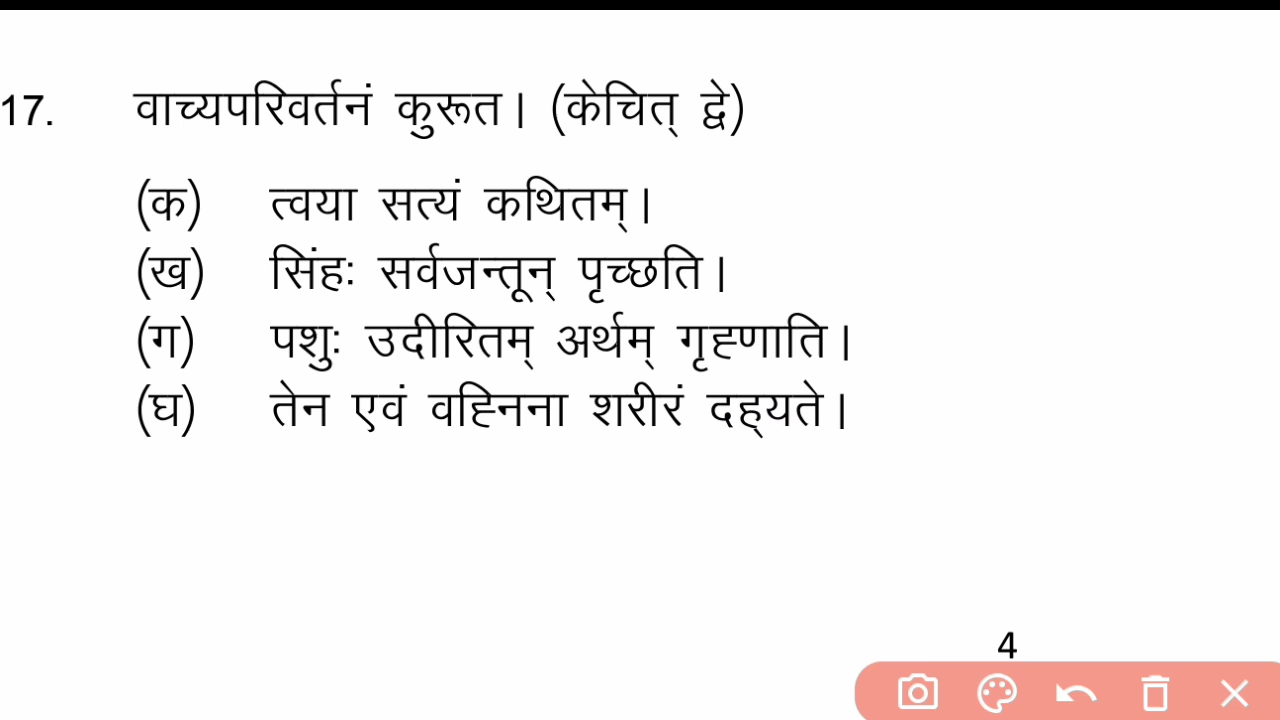 17. वाच्यपरिवर्तनं कुरूत। (केचित् द्वे)
(क) त्वया सत्यं कथितम्।
(ख) सिंहः सर्वजन्तून् पृच्छति।
(ग) पशुः उदीरितम् अर्थम् गृह्णाति।
(घ) तेन एवं वह्निना शरीरं दह्यते।
4